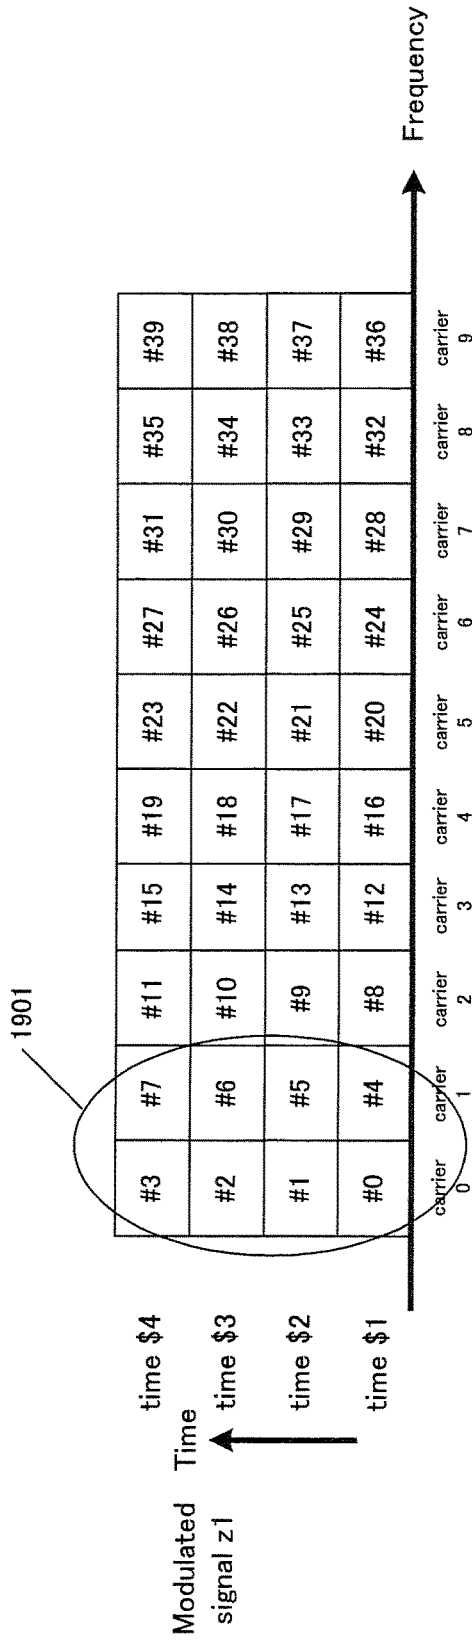 1901
Modulated
signal z1
Time
time $4
#3 #7 #11 #15 #19 #23 #27 #31 #35 #39
time $3
#2 #6 #10 #14 #18 #22 #26 #30 #34 #38
time $2
#1 #5 #9 #13 #17 #21 #25 #29 #33 #37
time $1
#0 #4 #8 #12 #16 #20 #24 #28 #32 #36
carrier carrier carrier carrier carrier carrier carrier carrier carrier carrier
0 1 2 3 4 5 6 7 8 9
Frequency